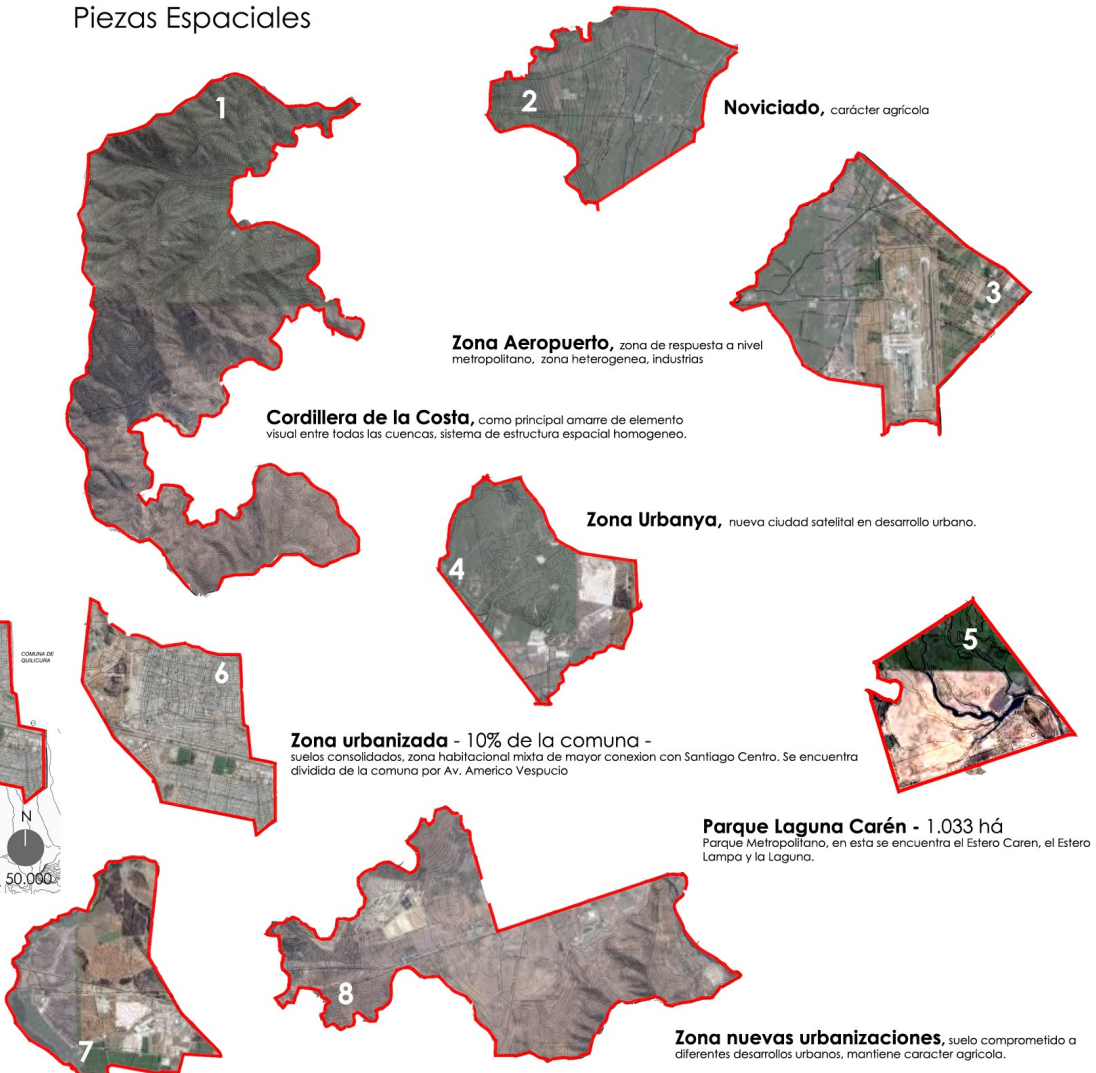 Piezas Espaciales
1
2
Noviciado, carácter agrícola
3
Zona Aeropuerto, zona de respuesta a nivel
metropolitano, zona heterogenea, industrias
Cordillera de la Costa, como principal amarre de elemento
visual entre todas las cuencas, sistema de estructura espacial homogeneo.
Zona Urbanya, nueva ciudad satelital en desarrollo urbano.
4
5
COMUNA DE
QUILICURA
6
Zona urbanizada - 10% de la comuna -
suelos consolidados, zona habitacional mixta de mayor conexion con Santiago Centro. Se encuentra
dividida de la comuna por Av. Americo Vespucio
N
50.000
Parque Laguna Carén - 1.033 há
Parque Metropolitano, en esta se encuentra el Estero Caren, el Estero
Lampa y la Laguna.
7
8
Zona nuevas urbanizaciones, suelo comprometido a
diferentes desarrollos urbanos, mantiene caracter agricola.